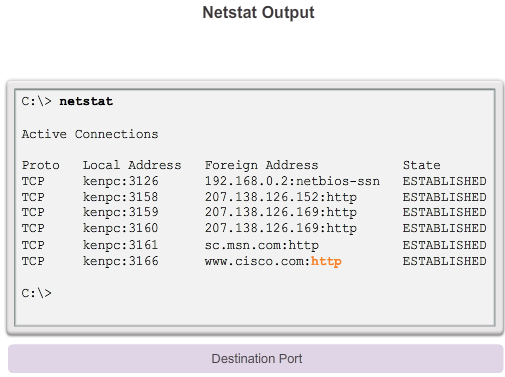 Netstat Output
C:\> netstat
Active Connections
Proto Local Address Foreign Address State
TCP kenpc:3126 192.168.0.2:netbios-ssn ESTABLISHED
TCP kenpc:3158 207.138.126.152:http ESTABLISHED
TCP kenpc:3159 207.138.126.169:http ESTABLISHED
TCP kenpc:3160 207.138.126.169:http ESTABLISHED
TCP kenpc:3161 sc.msn.com:http ESTABLISHED
TCP kenpc:3166 www.cisco.com:http ESTABLISHED
C:\>
Destination Port